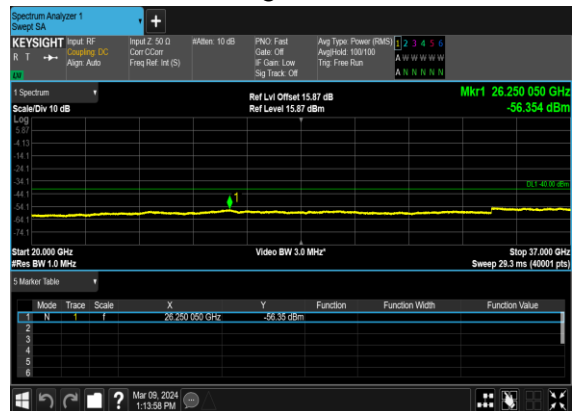 Spectrum Analyzer 1
Swept SA
+
KEYSIGHT Input: RF Input Z: 50 Ω #Atten: 10 dB PNO: Fast Avg Type: Power (RMS) 1 2 3 4 5 6
R T Coupling: DC Corr CCorr Gate: Off Avg|Hold: 100/100 A W W W W W
Align: Auto Freq Ref: Int (S) IF Gain: Low Trig: Free Run
LXI Sig Track: Off A N N N N N
1 Spectrum Ref Lvl Offset 15.87 dB Mkr1 26.250 050 GHz
Scale/Div 10 dB Ref Level 15.87 dBm -56.354 dBm
Log
5.87
-4.13
-14.1
-24.1
-34.1
DL1 -40.00 dBm
-44.1
1
-54.1
-64.1
-74.1
Start 20.000 GHz Video BW 3.0 MHz* Stop 37.000 GHz
#Res BW 1.0 MHz Sweep 29.3 ms (40001 pts)
5 Marker Table
Mode Trace Scale X Y Function Function Width Function Value
1 N 1 f 26.250 050 GHz -56.35 dBm
2
3
4
5
6
? Mar 09, 2024
1:13:58 PM